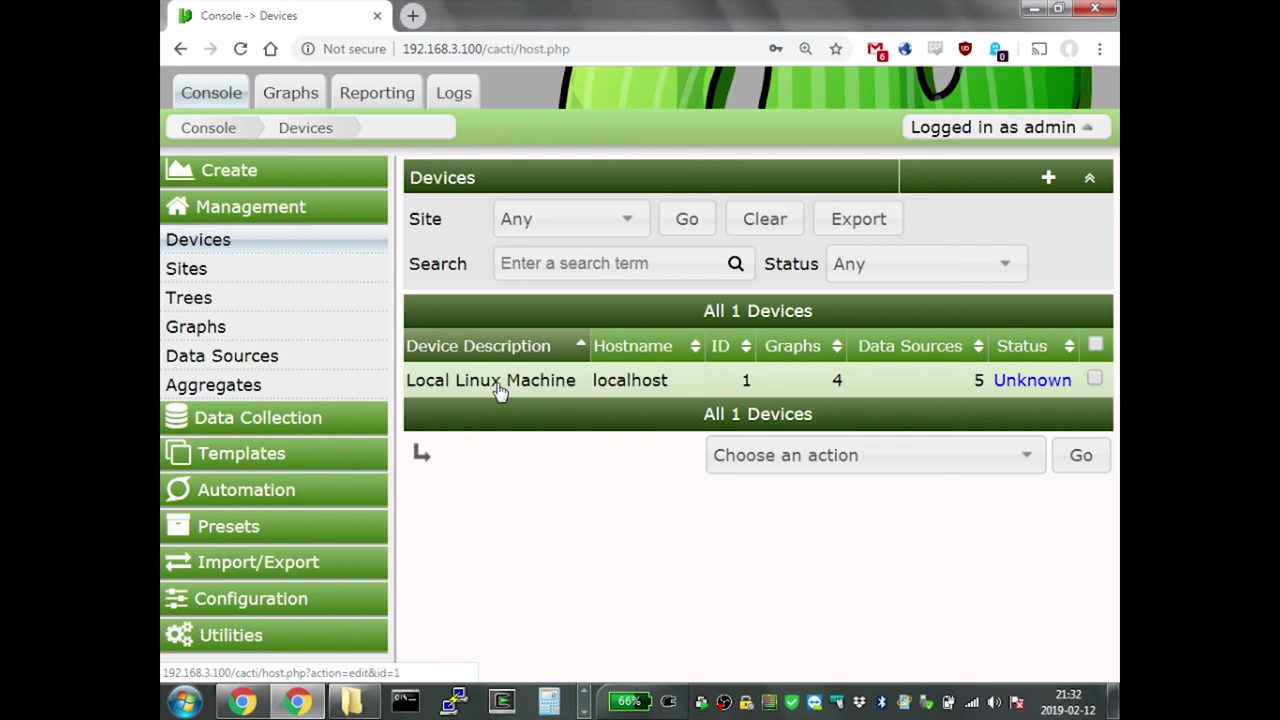 Console -> Devices
Not secure
192.168.3.100/cacti/host.php
6
0
Console
Graphs
Reporting
Logs
Console
Devices
Logged in as admin
Create
Management
Devices
Sites
Trees
Graphs
Data Sources
Aggregates
Data Collection
Templates
Automation
Presets
Import/Export
Configuration
Utilities
Devices
Site
Any
Go
Clear
Export
Search
Enter a search term
Status
Any
All 1 Devices
Device Description Hostname ID Graphs Data Sources Status
Local Linux Machine localhost 1 4 5 Unknown
All 1 Devices
Choose an action
Go
192.168.3.100/cacti/host.php?action=edit&id=1
66%
21:32
2019-02-12